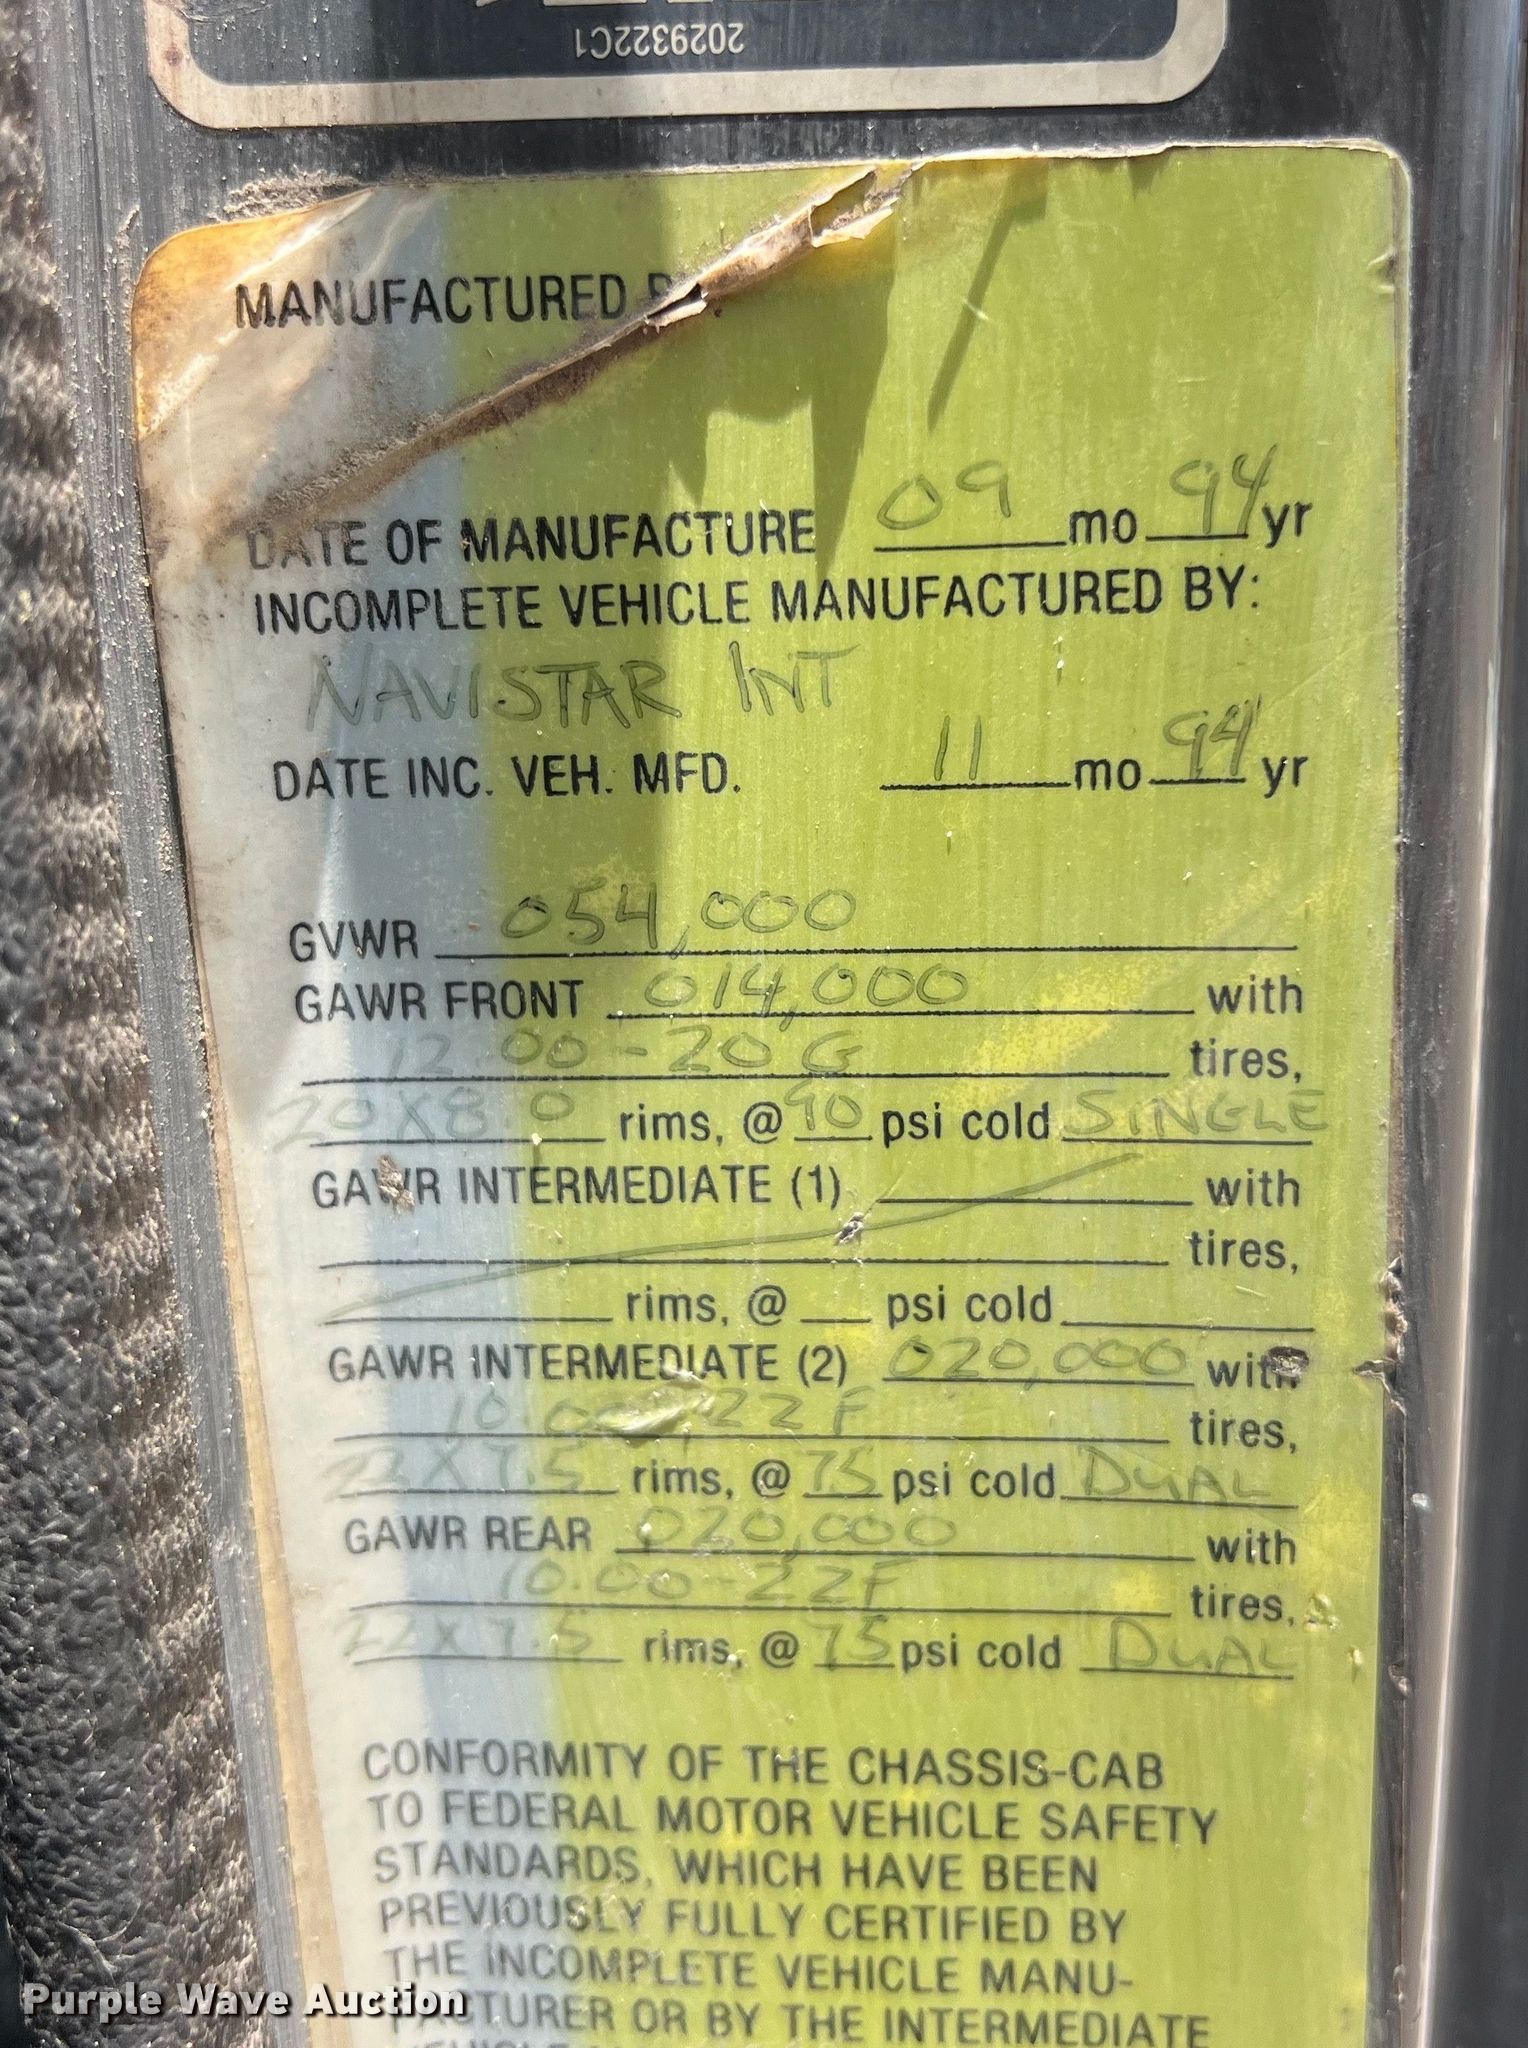 2029322C1
MANUFACTURED
DATE OF MANUFACTURE 09 mo 94 yr
INCOMPLETE VEHICLE MANUFACTURED BY:
NAVISTAR INT
DATE INC. VEH. MFD. 11 mo 94 yr
GVWR 054,000
GAWR FRONT 014,000 with
12.00-20 G tires,
20X8.0 rims, @ 90 psi cold SINGLE
GAWR INTERMEDIATE (1) with
tires,
rims, @ psi cold
GAWR INTERMEDIATE (2) 020,000 with
22F tires,
X7.5 rims, @ 75 psi cold DUAL
GAWR REAR 020,000 with
10.00-22F tires,
22X7.5 rims, @ 75 psi cold DUAL
CONFORMITY OF THE CHASSIS-CAB
TO FEDERAL MOTOR VEHICLE SAFETY
STANDARDS, WHICH HAVE BEEN
PREVIOUSLY FULLY CERTIFIED BY
THE INCOMPLETE VEHICLE MANU-
FACTURER OR BY THE INTERMEDIATE
Purple Wave Auction